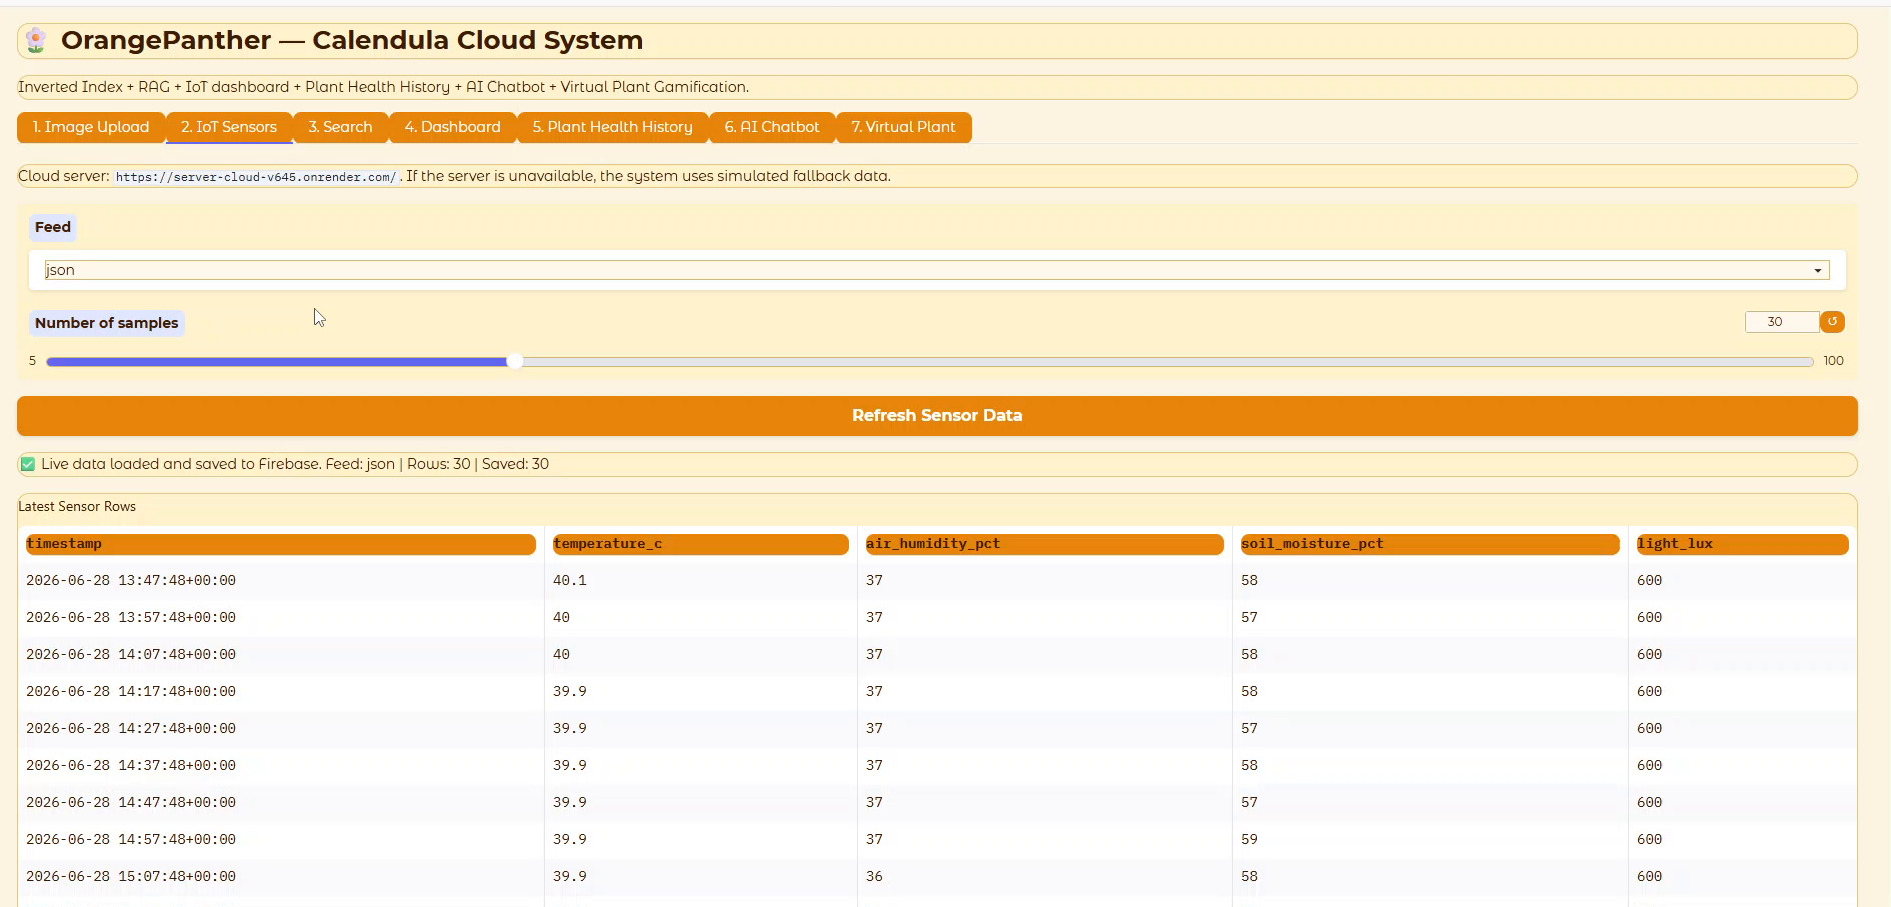 OrangePanther — Calendula Cloud System
Inverted Index + RAG + IoT dashboard + Plant Health History + AI Chatbot + Virtual Plant Gamification.
1. Image Upload 2. IoT Sensors 3. Search 4. Dashboard 5. Plant Health History 6. AI Chatbot 7. Virtual Plant
Cloud server: https://server-cloud-v645.onrender.com/. If the server is unavailable, the system uses simulated fallback data.
Feed
json
Number of samples 30
5 100
Refresh Sensor Data
✅ Live data loaded and saved to Firebase. Feed: json | Rows: 30 | Saved: 30
Latest Sensor Rows
timestamp temperature_c air_humidity_pct soil_moisture_pct light_lux
2026-06-28 13:47:48+00:00 40.1 37 58 600
2026-06-28 13:57:48+00:00 40 37 57 600
2026-06-28 14:07:48+00:00 40 37 58 600
2026-06-28 14:17:48+00:00 39.9 37 58 600
2026-06-28 14:27:48+00:00 39.9 37 57 600
2026-06-28 14:37:48+00:00 39.9 37 58 600
2026-06-28 14:47:48+00:00 39.9 37 57 600
2026-06-28 14:57:48+00:00 39.9 37 59 600
2026-06-28 15:07:48+00:00 39.9 36 58 600